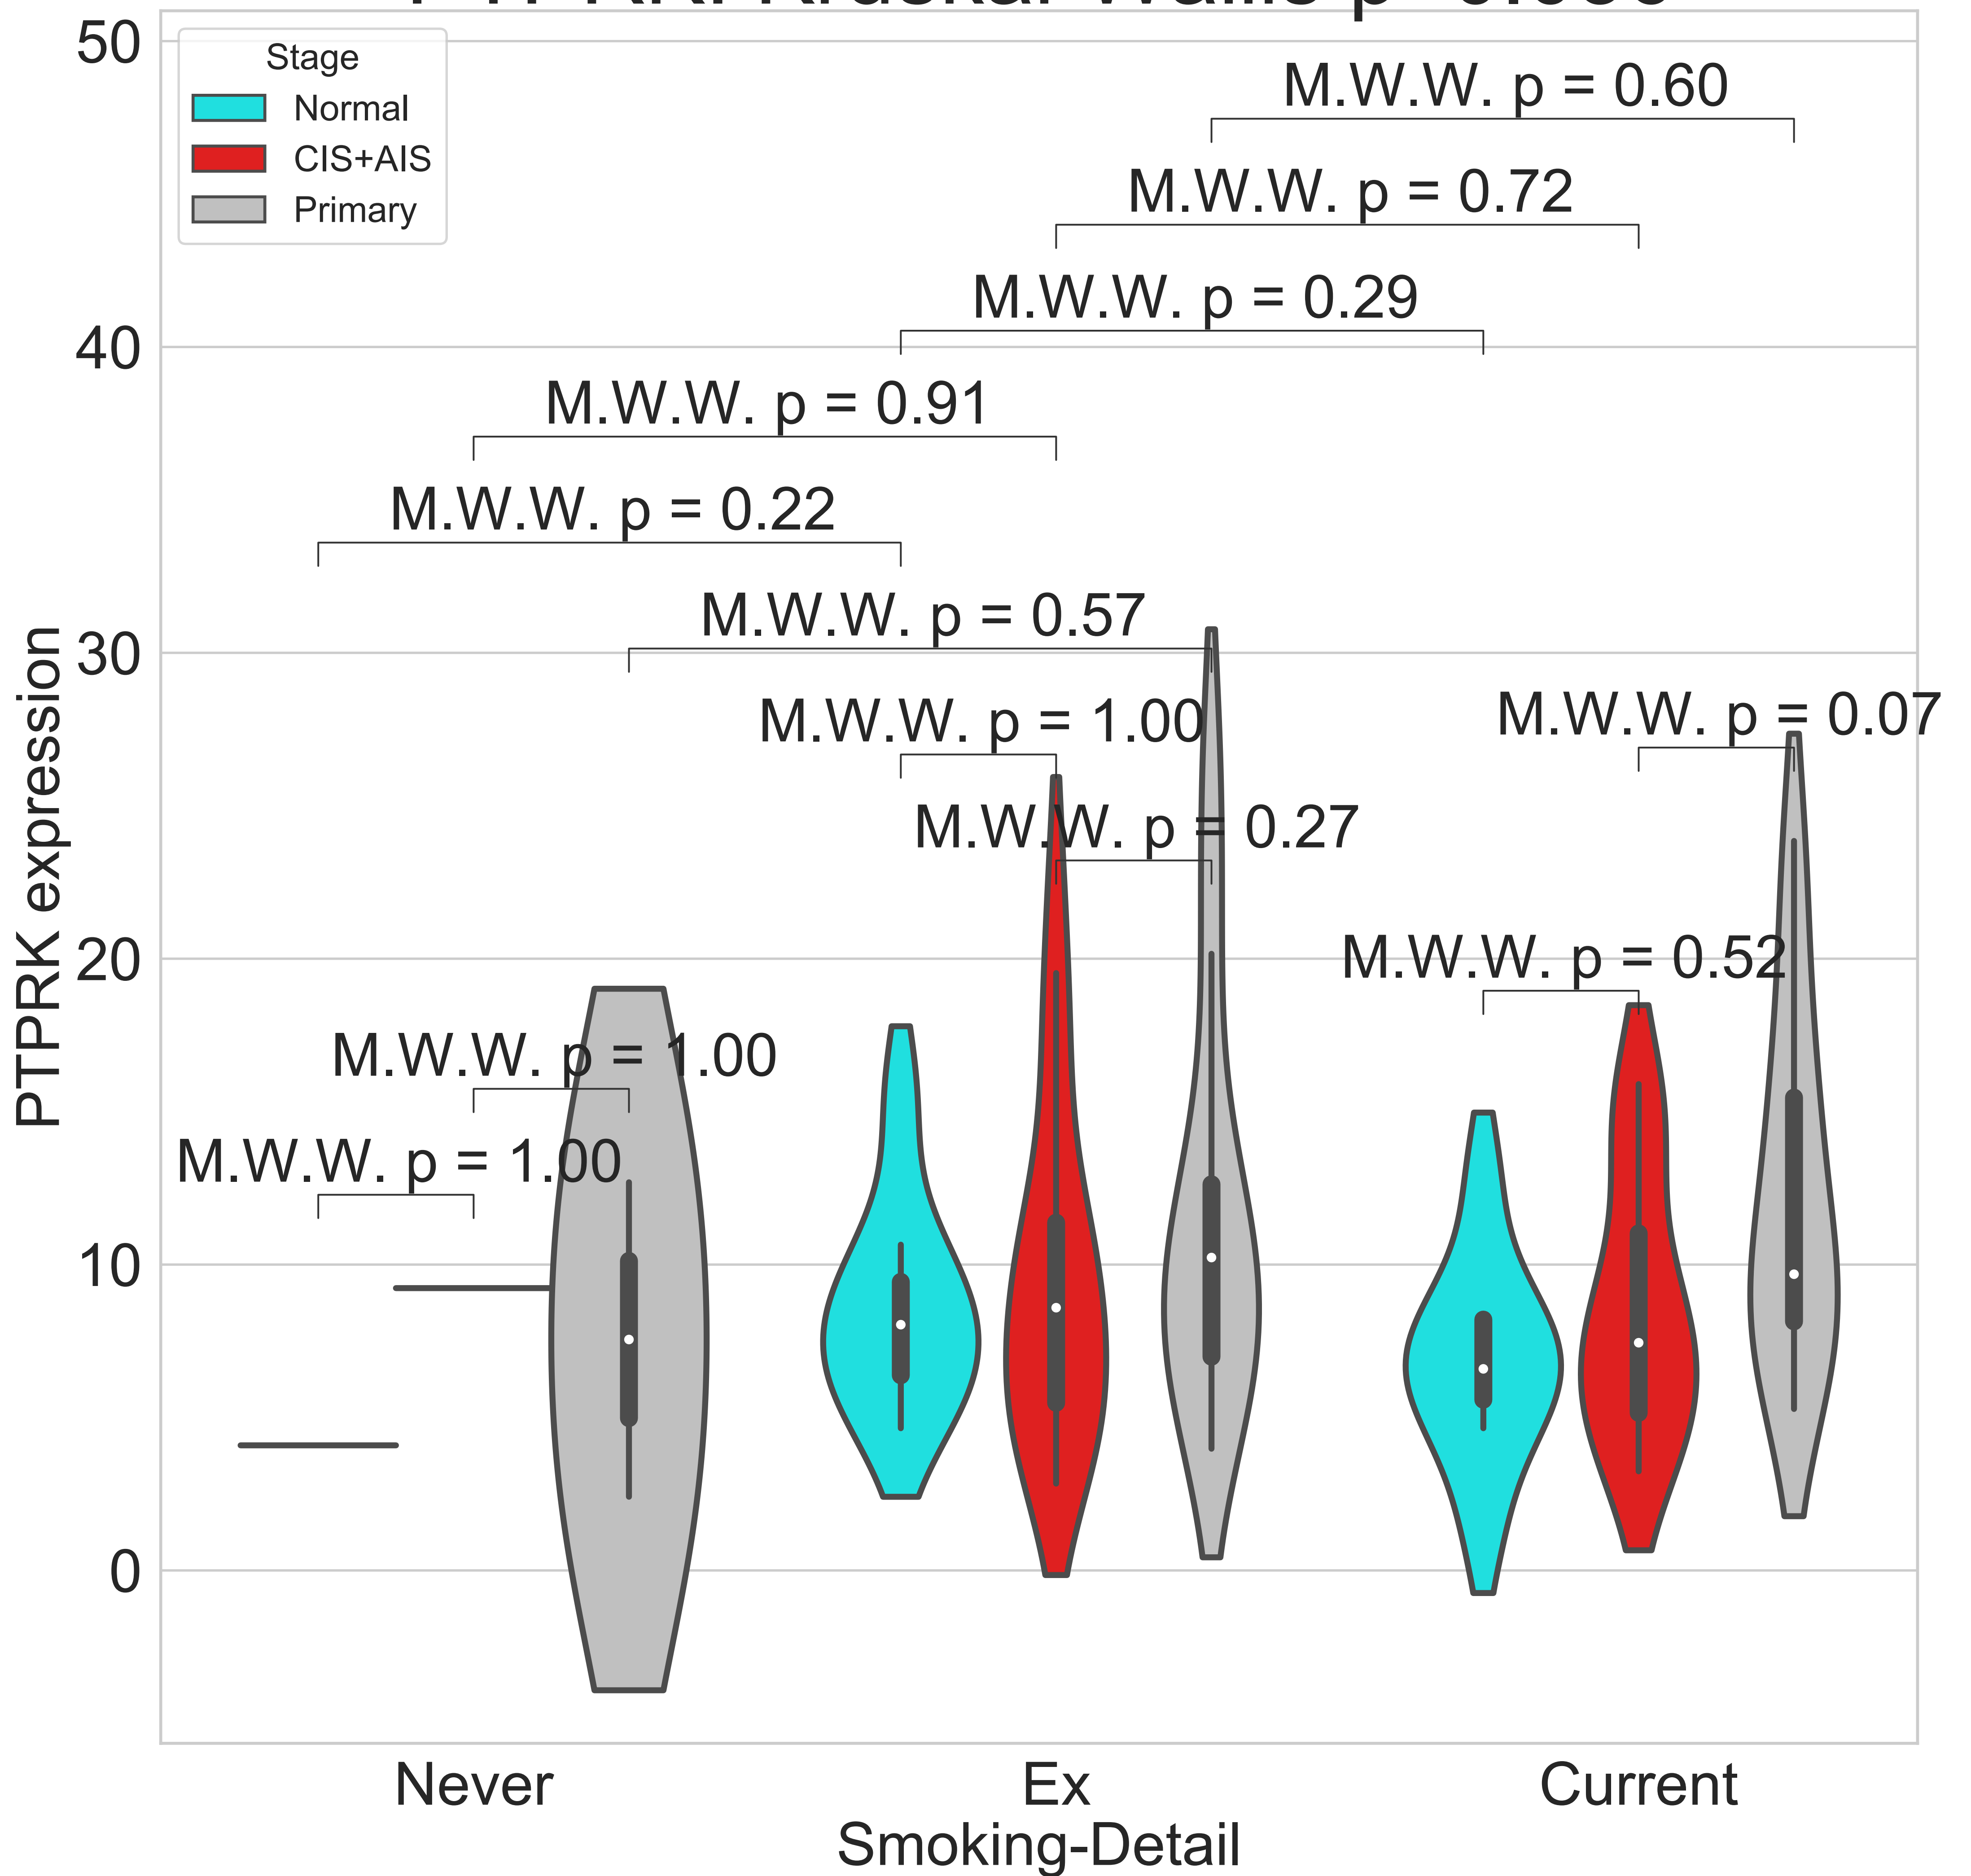 50
Stage
Normal
CIS+AIS
Primary
M.W.W. p = 0.60
M.W.W. p = 0.72
M.W.W. p = 0.29
40
M.W.W. p = 0.91
M.W.W. p = 0.22
M.W.W. p = 0.57
30
M.W.W. p = 1.00
M.W.W. p = 0.07
M.W.W. p = 0.27
20
M.W.W. p = 0.52
M.W.W. p = 1.00
M.W.W. p = 1.00
10
0
PTPRK expression
Never
Ex
Current
Smoking-Detail